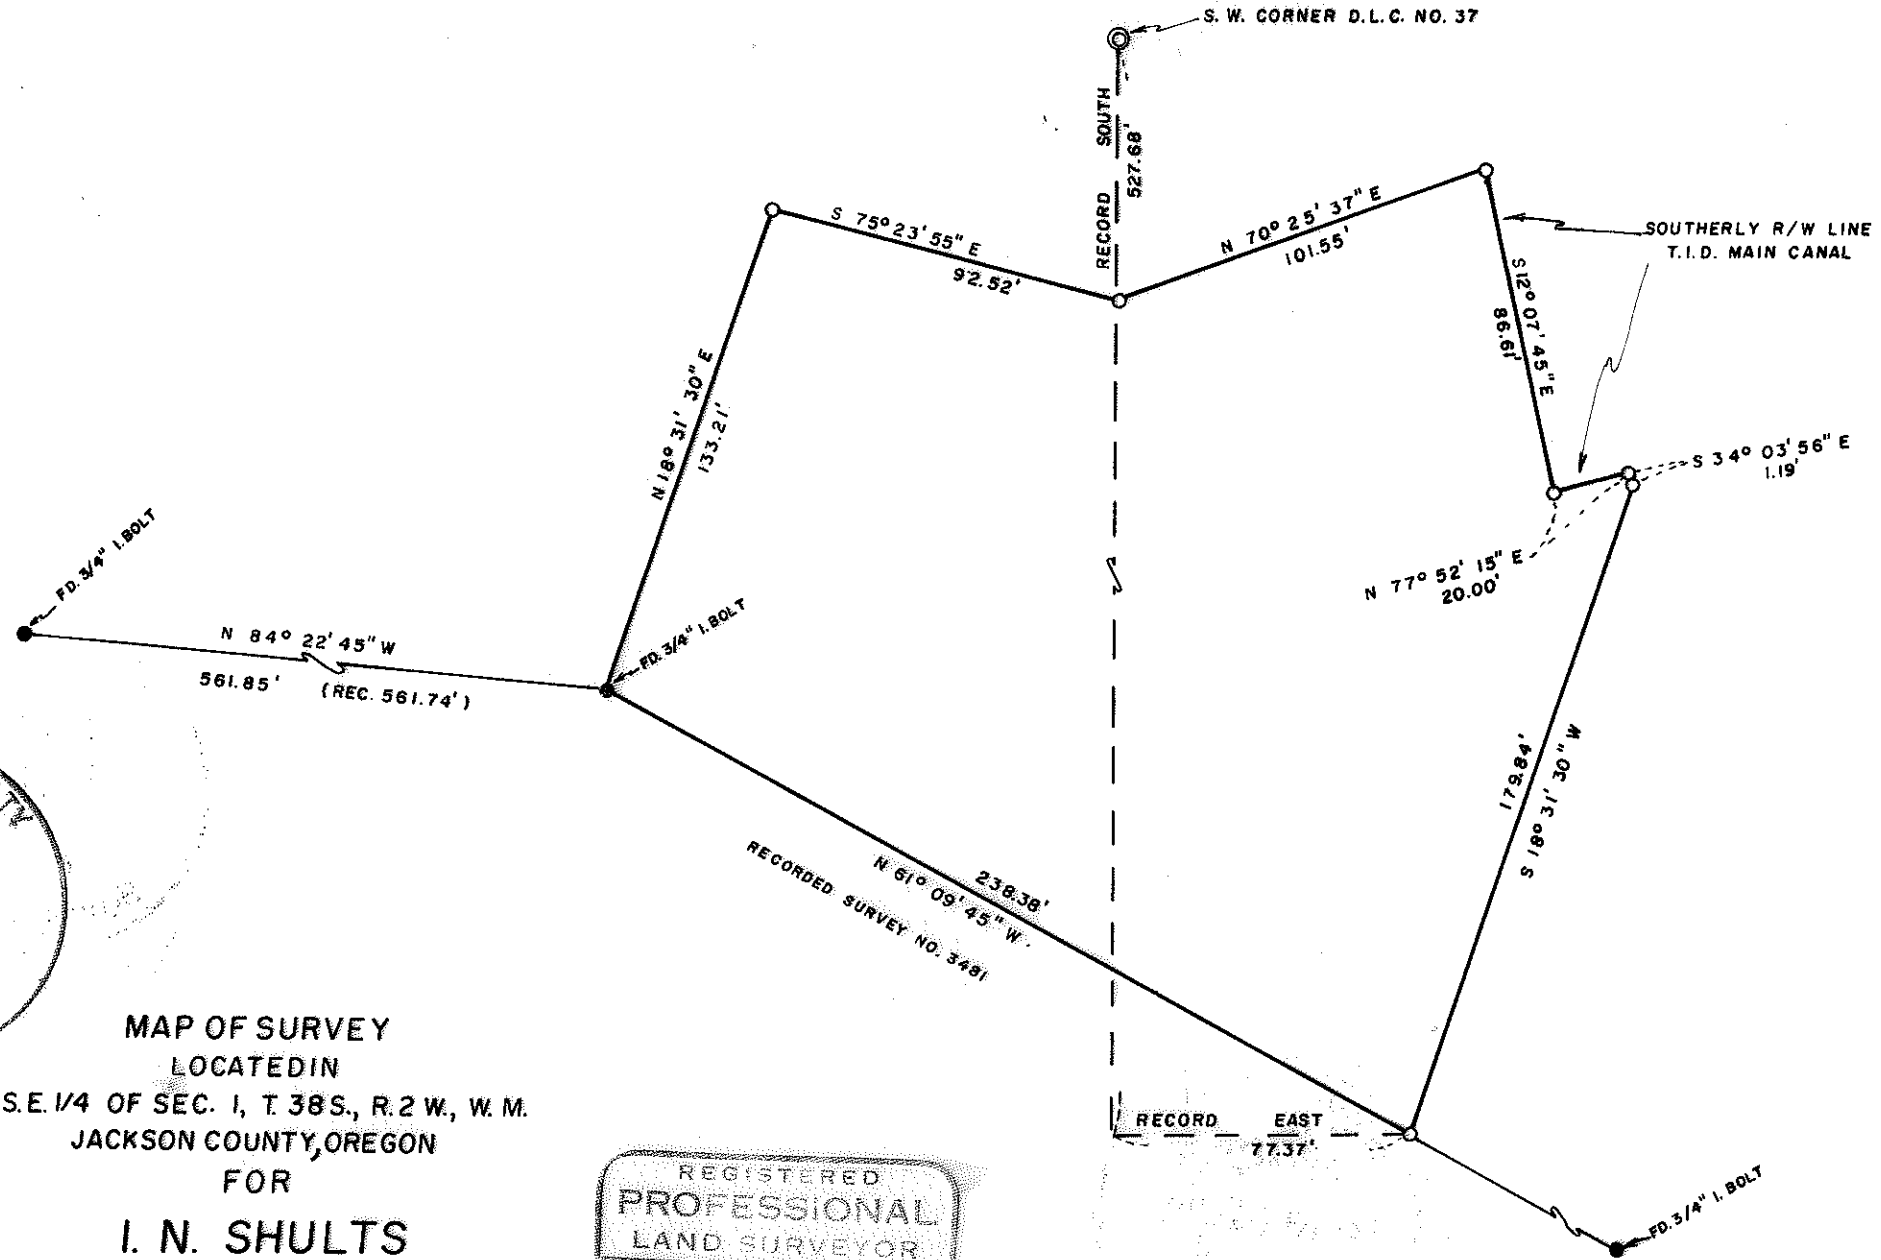 S. W. CORNER D.L.C. NO. 37
RECORD SOUTH
527.68'
S 75° 23' 55" E
92.52'
N 70° 25' 37" E
101.55'
SOUTHERLY R/W LINE
T.I.D. MAIN CANAL
S 12° 07' 45" E
86.61'
N 18° 31' 30" E
133.21'
S 34° 03' 56" E
1.19'
N 77° 52' 15" E
20.00'
FD. 3/4" I. BOLT
N 84° 22' 45" W
561.85' (REC. 561.74')
FD. 3/4" I. BOLT
179.84'
S 18° 31' 30" W
238.38'
N 61° 09' 45" W
RECORDED SURVEY NO. 3481
RECORD EAST
77.37'
FD. 3/4" I. BOLT
MAP OF SURVEY
LOCATED IN
S.E. 1/4 OF SEC. 1, T. 38 S., R. 2 W., W. M.
JACKSON COUNTY, OREGON
FOR
I. N. SHULTS
REGISTERED
PROFESSIONAL
LAND SURVEYOR